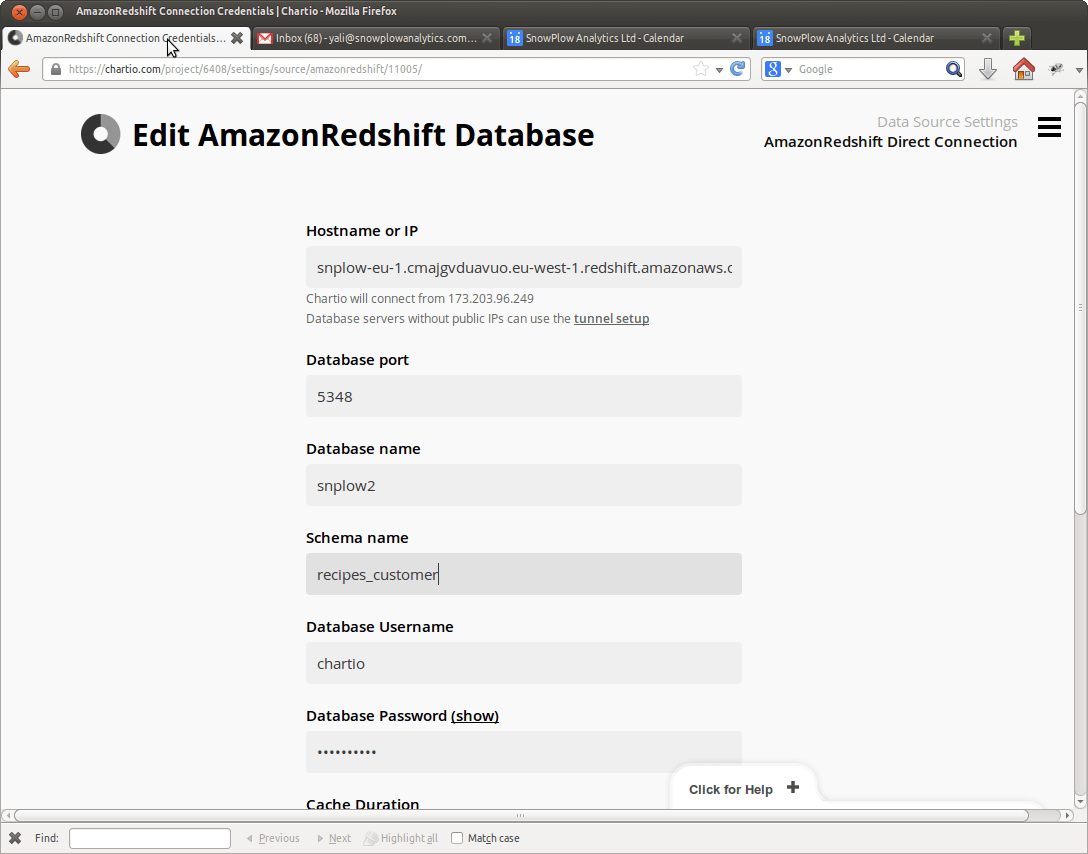 AmazonRedshift Connection Credentials | Chartio - Mozilla Firefox
AmazonRedshift Connection Credentials...
Inbox (68) - yali@snowplowanalytics.com...
18 SnowPlow Analytics Ltd - Calendar
18 SnowPlow Analytics Ltd - Calendar
https://chartio.com/project/6408/settings/source/amazonredshift/11005/
8 Google
Edit AmazonRedshift Database
Data Source Settings
AmazonRedshift Direct Connection
Hostname or IP
snplow-eu-1.cmajgvduavuo.eu-west-1.redshift.amazonaws.c
Chartio will connect from 173.203.96.249
Database servers without public IPs can use the tunnel setup
Database port
5348
Database name
snplow2
Schema name
recipes_customer
Database Username
chartio
Database Password (show)
••••••••••
Cache Duration
Click for Help
Find:
Previous
Next
Highlight all
Match case